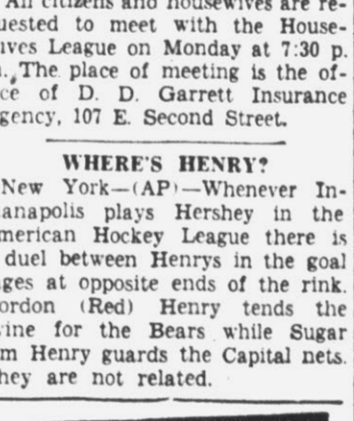 All citizens and housewives are re-
uested to meet with the House-
ives League on Monday at 7:30 p.
The place of meeting is the of-
ce of D. D. Garrett Insurance
gency, 107 E. Second Street.
WHERE'S HENRY?
New York—(AP)—Whenever In-
anapolis plays Hershey in the
merican Hockey League there is
duel between Henrys in the goal
ges at opposite ends of the rink.
ordon (Red) Henry tends the
ine for the Bears while Sugar
m Henry guards the Capital nets.
hey are not related.